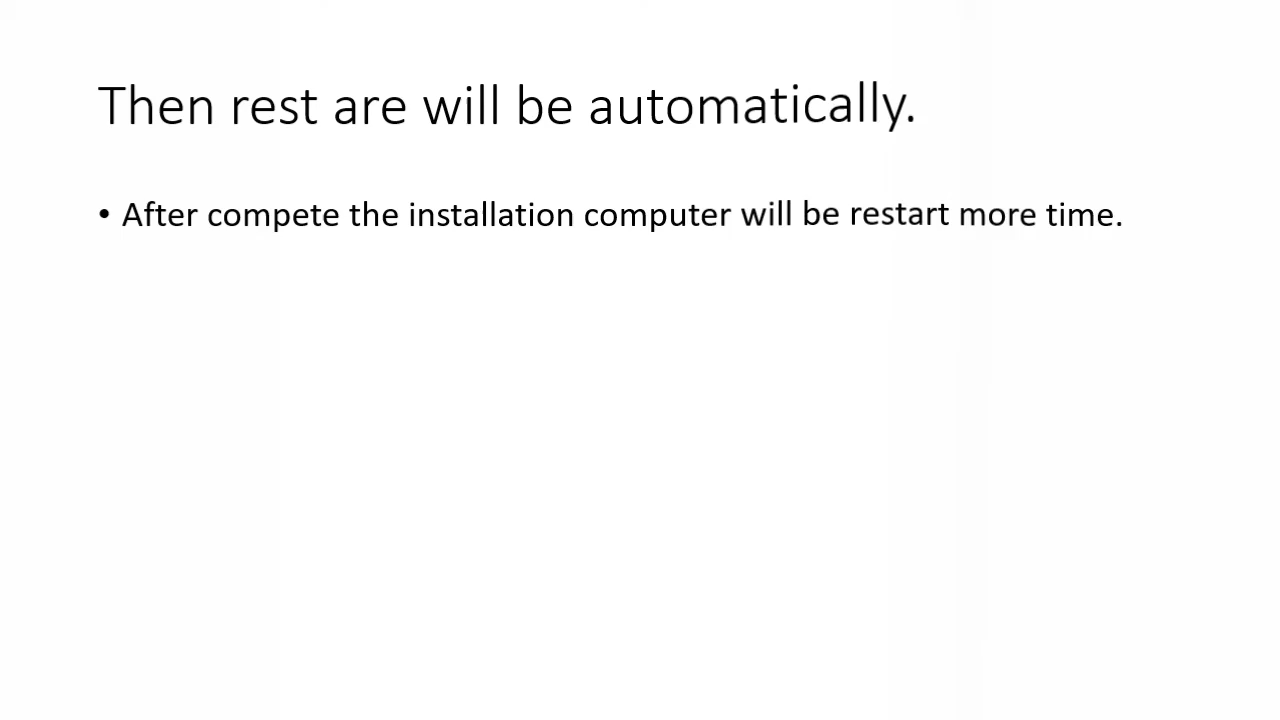 Then rest are will be automatically.
• After compete the installation computer will be restart more time.